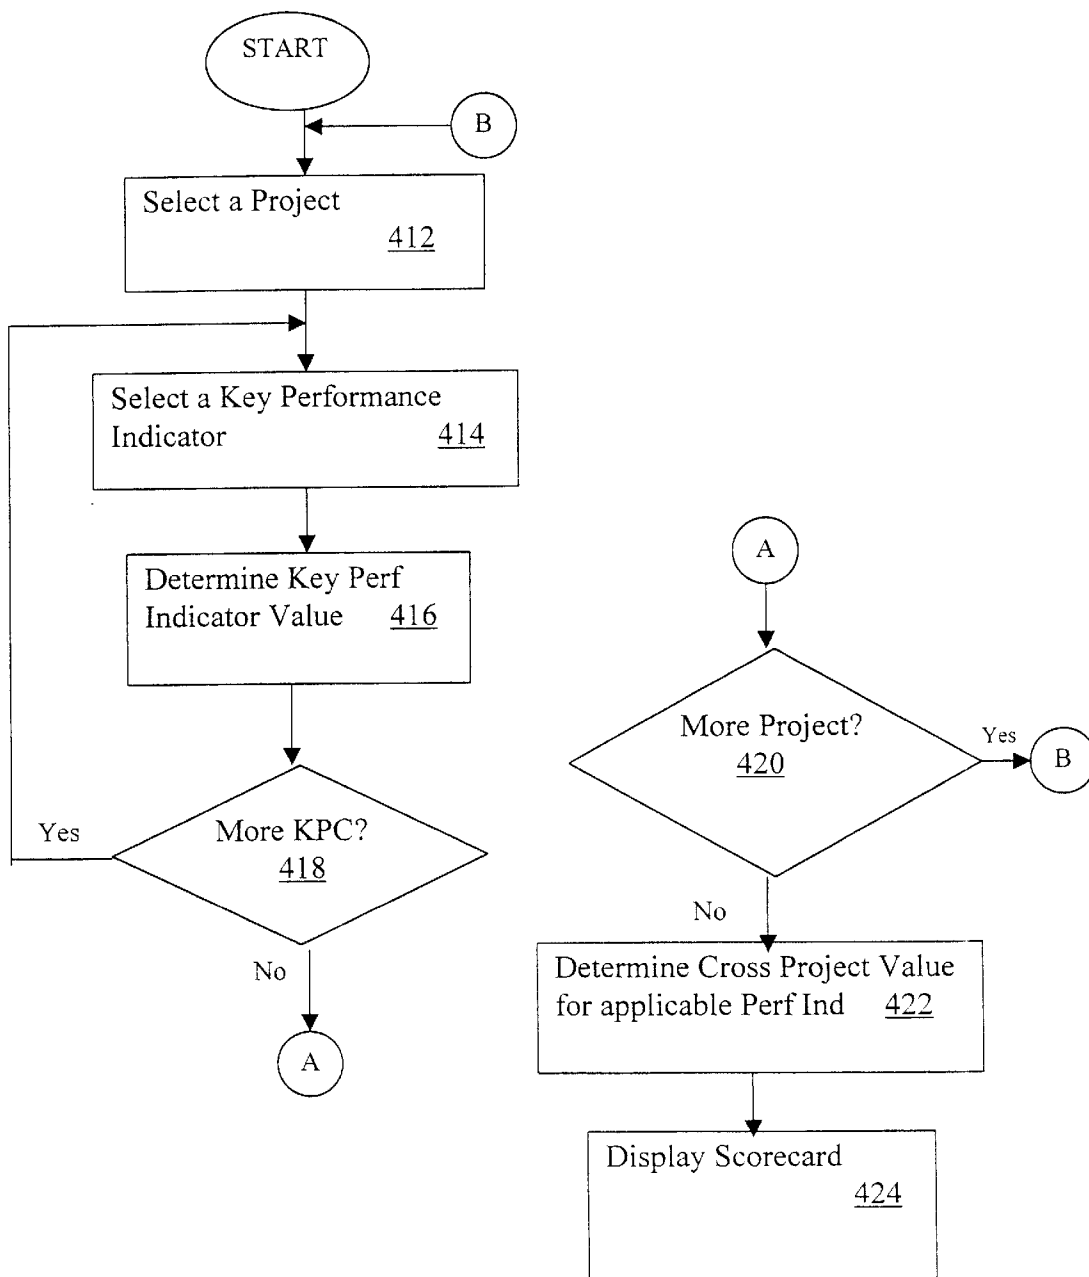 START
B
Select a Project
412
Select a Key Performance
Indicator 414
Determine Key Perf
Indicator Value 416
More KPC?
418
Yes
No
A
A
More Project?
420
Yes
B
No
Determine Cross Project Value
for applicable Perf Ind 422
Display Scorecard
424